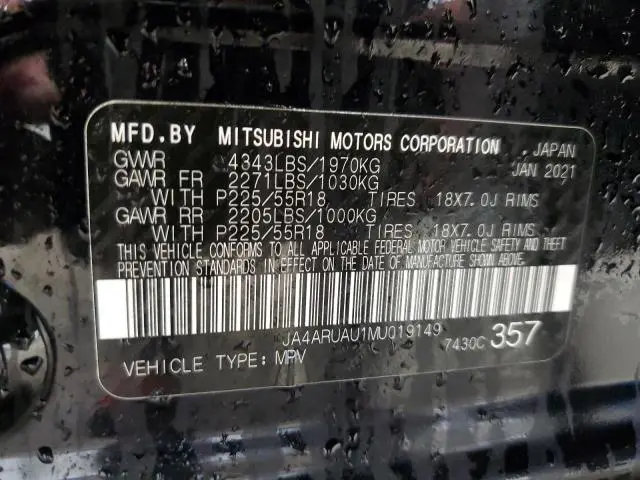 MFD.BY MITSUBISHI MOTORS CORPORATION JAPAN
GVWR 4343LBS/1970KG JAN 2021
GAWR FR 2271LBS/1030KG
WITH P225/55R18 TIRES 18X7.0J RIMS
GAWR RR 2205LBS/1000KG
WITH P225/55R18 TIRES 18X7.0J RIMS
THIS VEHICLE CONFORMS TO ALL APPLICABLE FEDERAL MOTOR VEHICLE SAFETY AND THEFT
PREVENTION STANDARDS IN EFFECT ON THE DATE OF MANUFACTURE SHOWN ABOVE.
JA4ARUAU1MU019149
7430C 357
VEHICLE TYPE: MPV